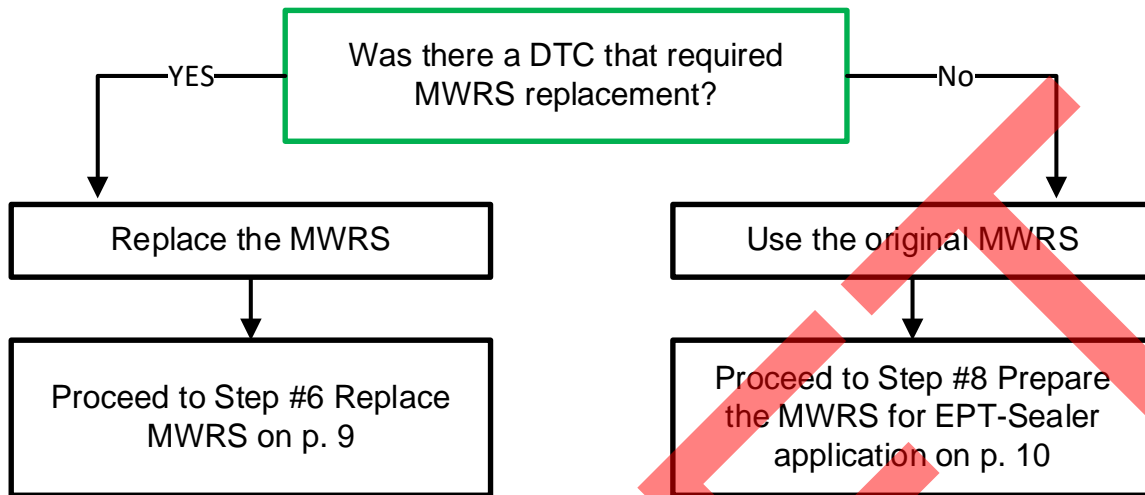 Was there a DTC that required
MWRS replacement?
YES
No
Replace the MWRS
Use the original MWRS
Proceed to Step #6 Replace
MWRS on p. 9
Proceed to Step #8 Prepare
the MWRS for EPT-Sealer
application on p. 10